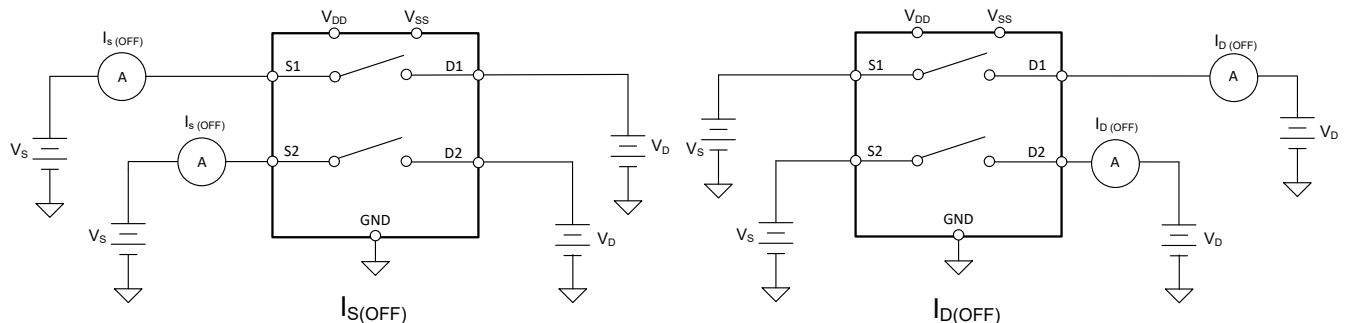 VDD VSS
Is (OFF)
A
S1 D1
Is (OFF)
VS A S2 D2 VD
VS GND VD
IS(OFF)
VDD VSS
ID (OFF)
S1 D1 A
ID (OFF)
VS S2 D2 A VD
VS GND VD
ID(OFF)